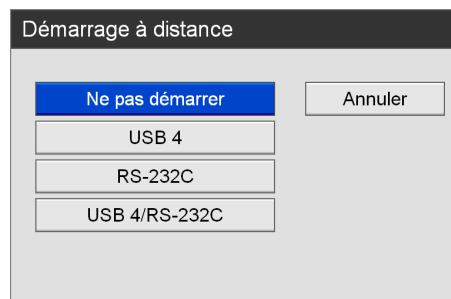 Démarrage à distance
Ne pas démarrer
Annuler
USB 4
RS-232C
USB 4/RS-232C